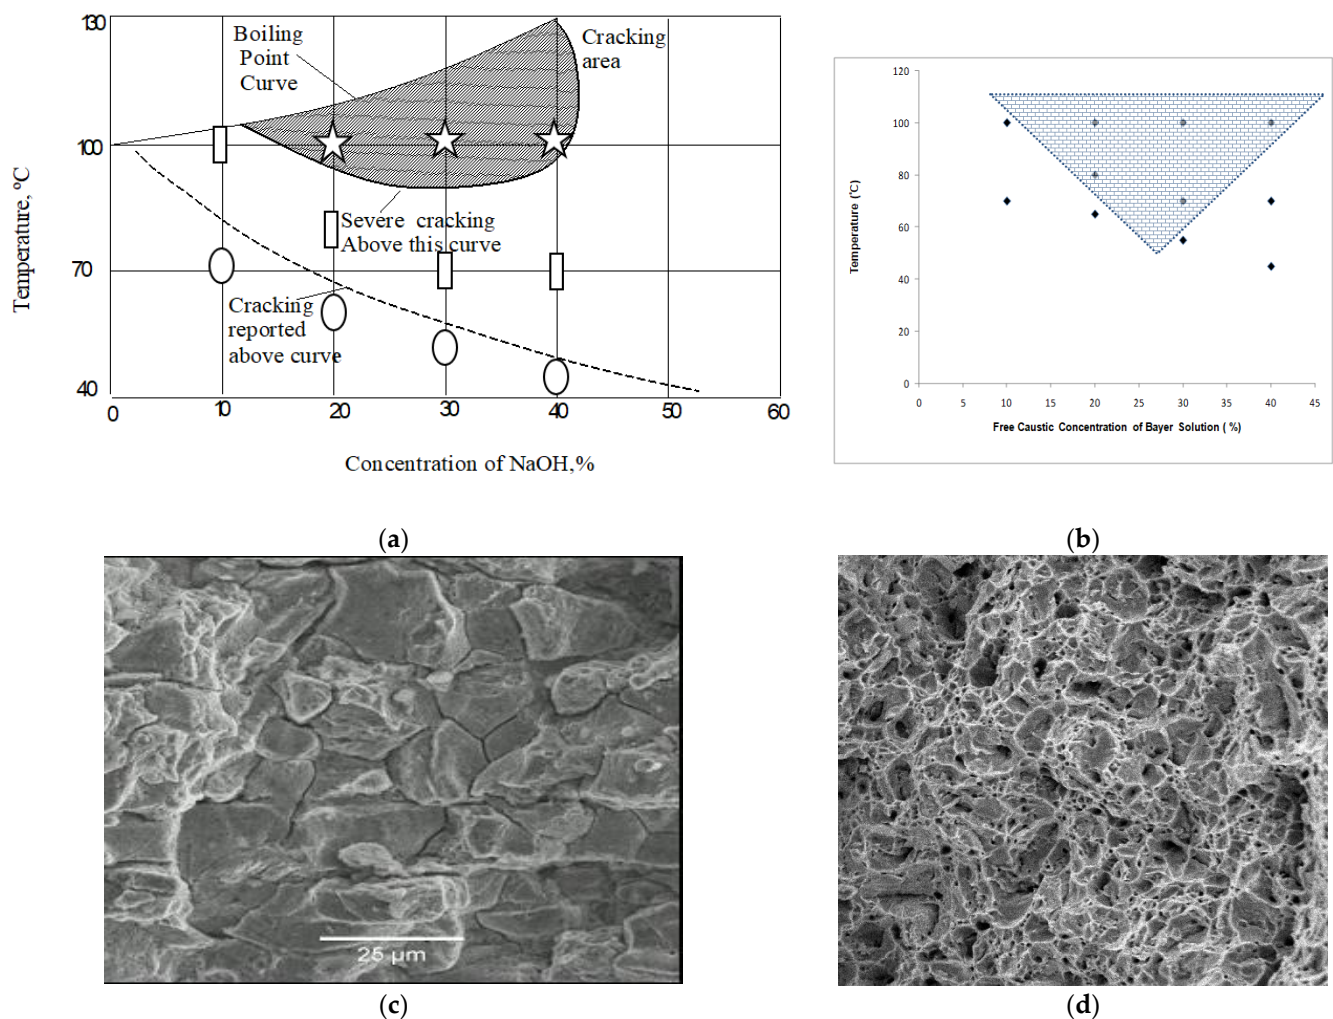 130
Boiling
Point
Curve
Cracking
area
100
Severe cracking
Above this curve
70
Cracking
reported
above curve
40
0
10
20
30
40
50
60
Temperature, ºC
Concentration of NaOH,%
(a)
120
100
80
60
40
20
0
0
5
10
15
20
25
30
35
40
45
Temperature (°C)
Free Caustic Concentration of Bayer Solution ( %)
(b)
25 µm
(c)
(d)